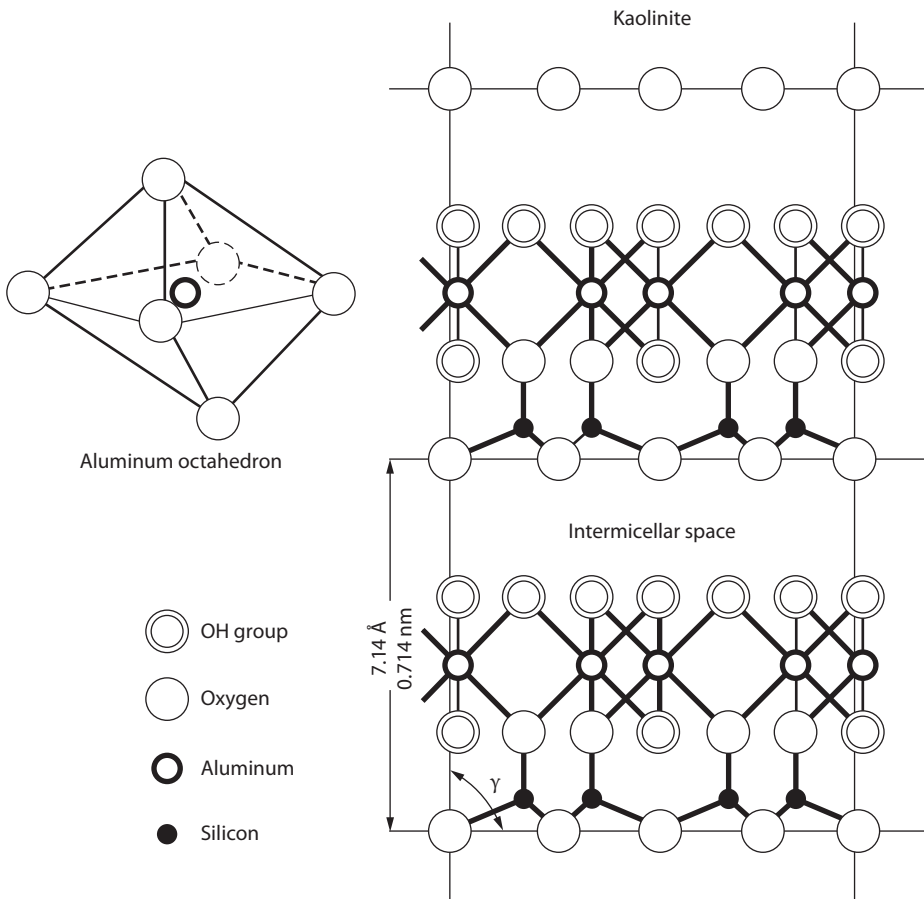 Kaolinite
Aluminum octahedron
Intermicellar space
7.14 Å
0.714 nm
γ
OH group
Oxygen
Aluminum
Silicon